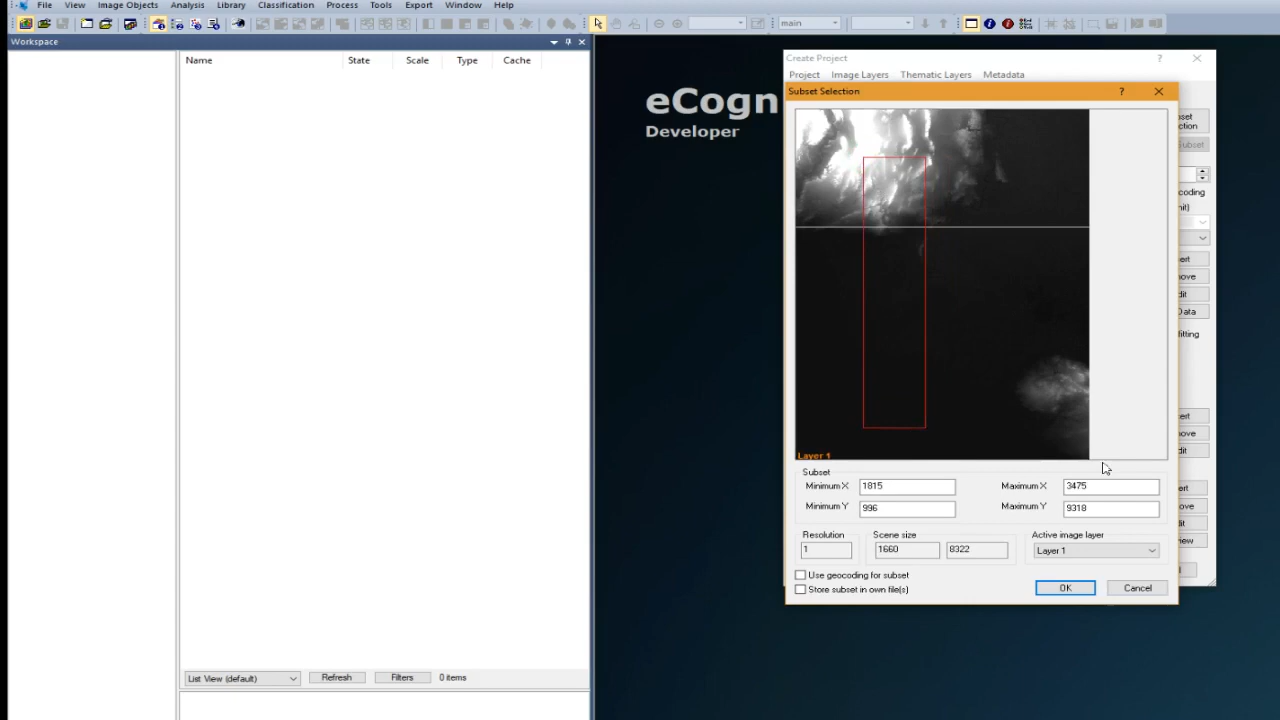 File View Image Objects Analysis Library Classification Process Tools Export Window Help
main
Workspace
Name State Scale Type Cache
eCogn
Developer
Create Project ?
Project Image Layers Thematic Layers Metadata
Subset Selection ?
Layer 1
Subset
Minimum X 1815 Maximum X 3475
Minimum Y 996 Maximum Y 9318
Resolution Scene size Active image layer
1 1660 8322 Layer 1
Use geocoding for subset
Store subset in own file(s)
OK Cancel
List View (default) Refresh Filters 0 items